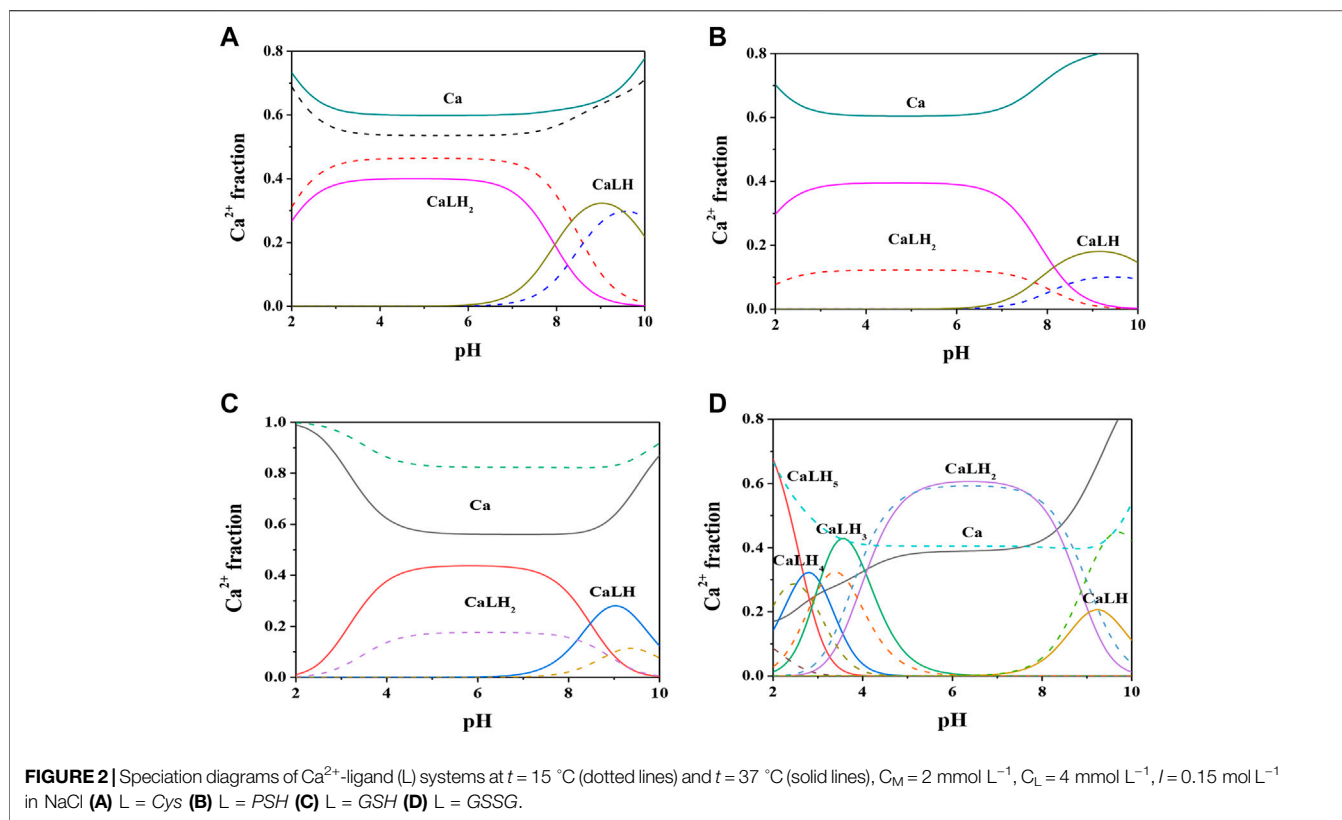 A
0.8
0.6
0.4
0.2
0.0
Ca²⁺ fraction
Ca
CaLH₂
CaLH
2
4
6
8
10
pH
B
0.8
0.6
0.4
0.2
0.0
Ca²⁺ fraction
Ca
CaLH₂
CaLH
2
4
6
8
10
pH
C
1.0
0.8
0.6
0.4
0.2
0.0
Ca²⁺ fraction
Ca
CaLH₂
CaLH
2
4
6
8
10
pH
D
0.8
0.6
0.4
0.2
0.0
Ca²⁺ fraction
CaLH₅
CaLH₂
CaLH₃
Ca
CaLH₄
CaLH
2
4
6
8
10
pH
FIGURE 2 | Speciation diagrams of Ca²⁺-ligand (L) systems at t = 15 °C (dotted lines) and t = 37 °C (solid lines), C_M = 2 mmol L⁻¹, C_L = 4 mmol L⁻¹, I = 0.15 mol L⁻¹
in NaCl (A) L = Cys (B) L = PSH (C) L = GSH (D) L = GSSG.